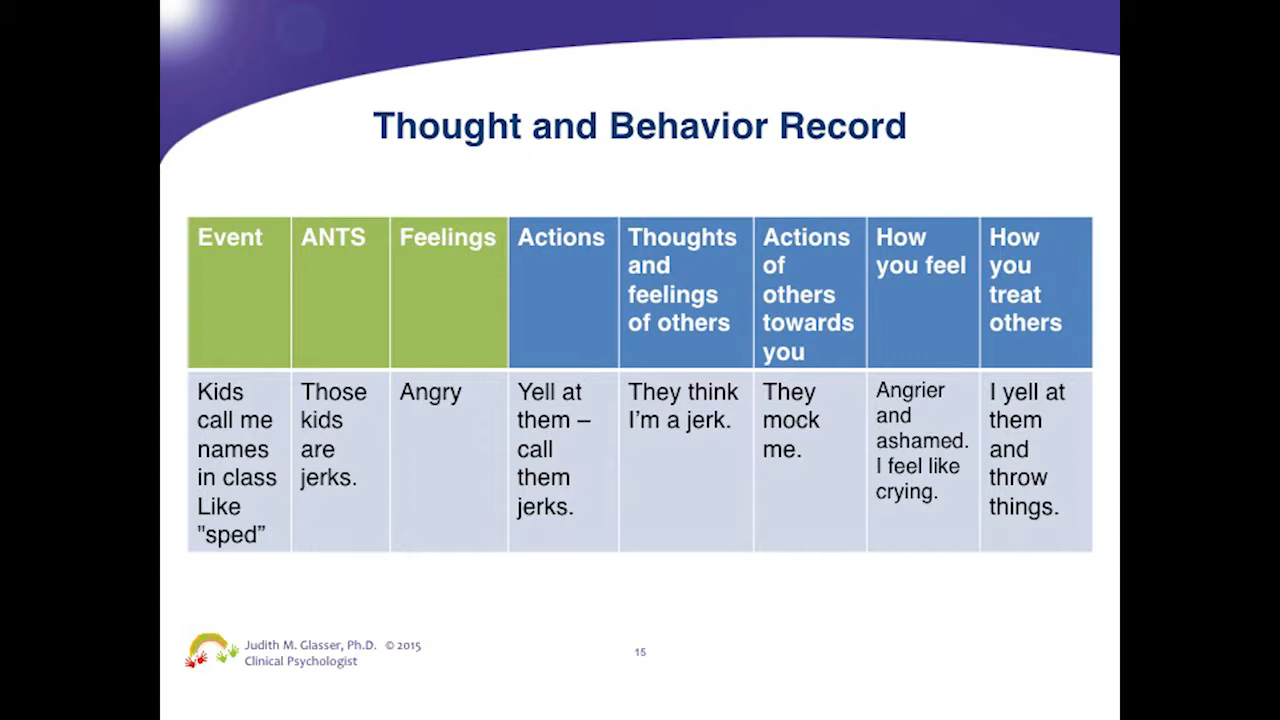 Thought and Behavior Record
Event
ANTS
Feelings
Actions
Thoughts
and
feelings
of others
Actions
of
others
towards
you
How
you feel
How
you
treat
others
Kids
call me
names
in class
Like
"sped”
Those
kids
are
jerks.
Angry
Yell at
them –
call
them
jerks.
They think
I’m a jerk.
They
mock
me.
Angrier
and
ashamed.
I feel like
crying.
I yell at
them
and
throw
things.
Judith M. Glasser, Ph.D. © 2015
Clinical Psychologist
15